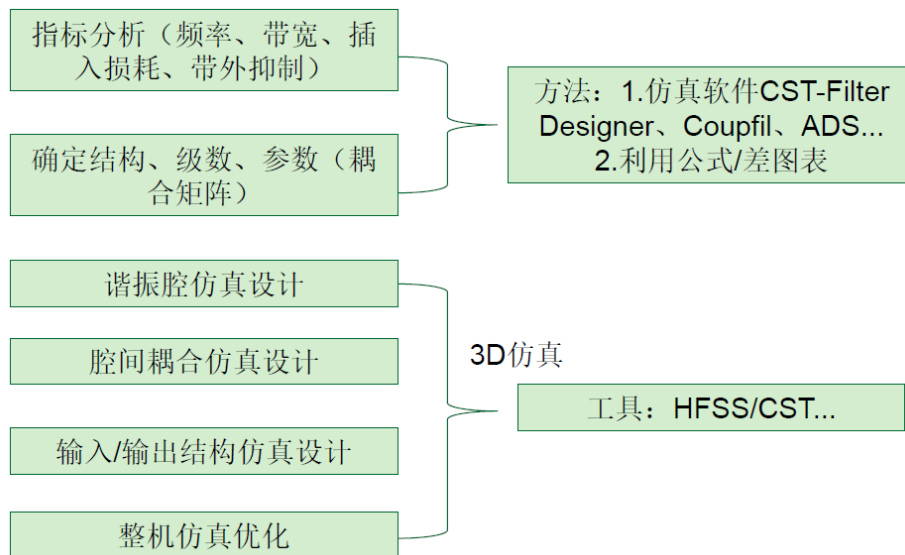 指标分析（频率、带宽、插
入损耗、带外抑制）
确定结构、级数、参数（耦
合矩阵）
方法：1.仿真软件CST-Filter
Designer、Coupfil、ADS...
2.利用公式/差图表
谐振腔仿真设计
腔间耦合仿真设计
输入/输出结构仿真设计
整机仿真优化
3D仿真
工具：HFSS/CST...